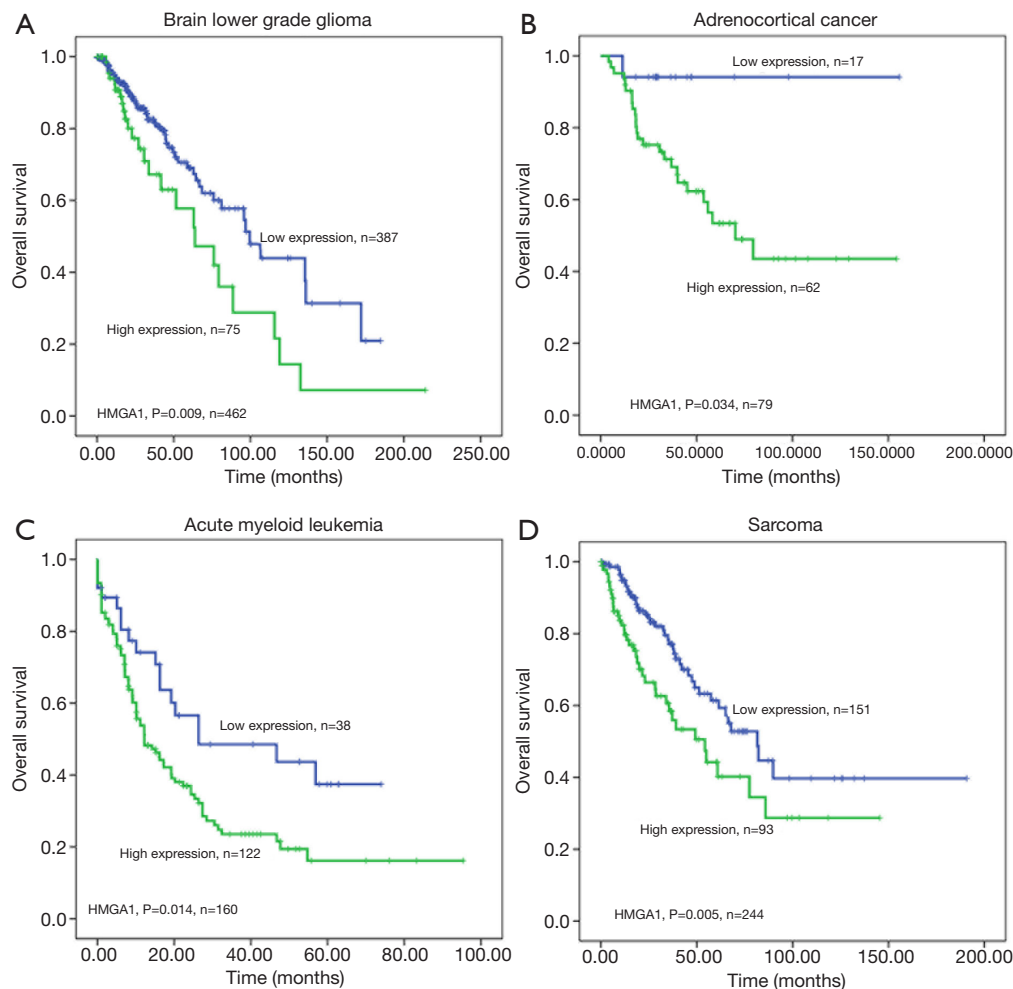 A
Brain lower grade glioma
Overall survival
1.0
0.8
0.6
0.4
0.2
0.0
Low expression, n=387
High expression, n=75
HMGA1, P=0.009, n=462
0.00 50.00 100.00 150.00 200.00 250.00
Time (months)
B
Adrenocortical cancer
Overall survival
1.0
0.8
0.6
0.4
0.2
0.0
Low expression, n=17
High expression, n=62
HMGA1, P=0.034, n=79
0.0000 50.0000 100.0000 150.0000 200.0000
Time (months)
C
Acute myeloid leukemia
Overall survival
1.0
0.8
0.6
0.4
0.2
0.0
Low expression, n=38
High expression, n=122
HMGA1, P=0.014, n=160
0.00 20.00 40.00 60.00 80.00 100.00
Time (months)
D
Sarcoma
Overall survival
1.0
0.8
0.6
0.4
0.2
0.0
Low expression, n=151
High expression, n=93
HMGA1, P=0.005, n=244
0.00 50.00 100.00 150.00 200.00
Time (months)